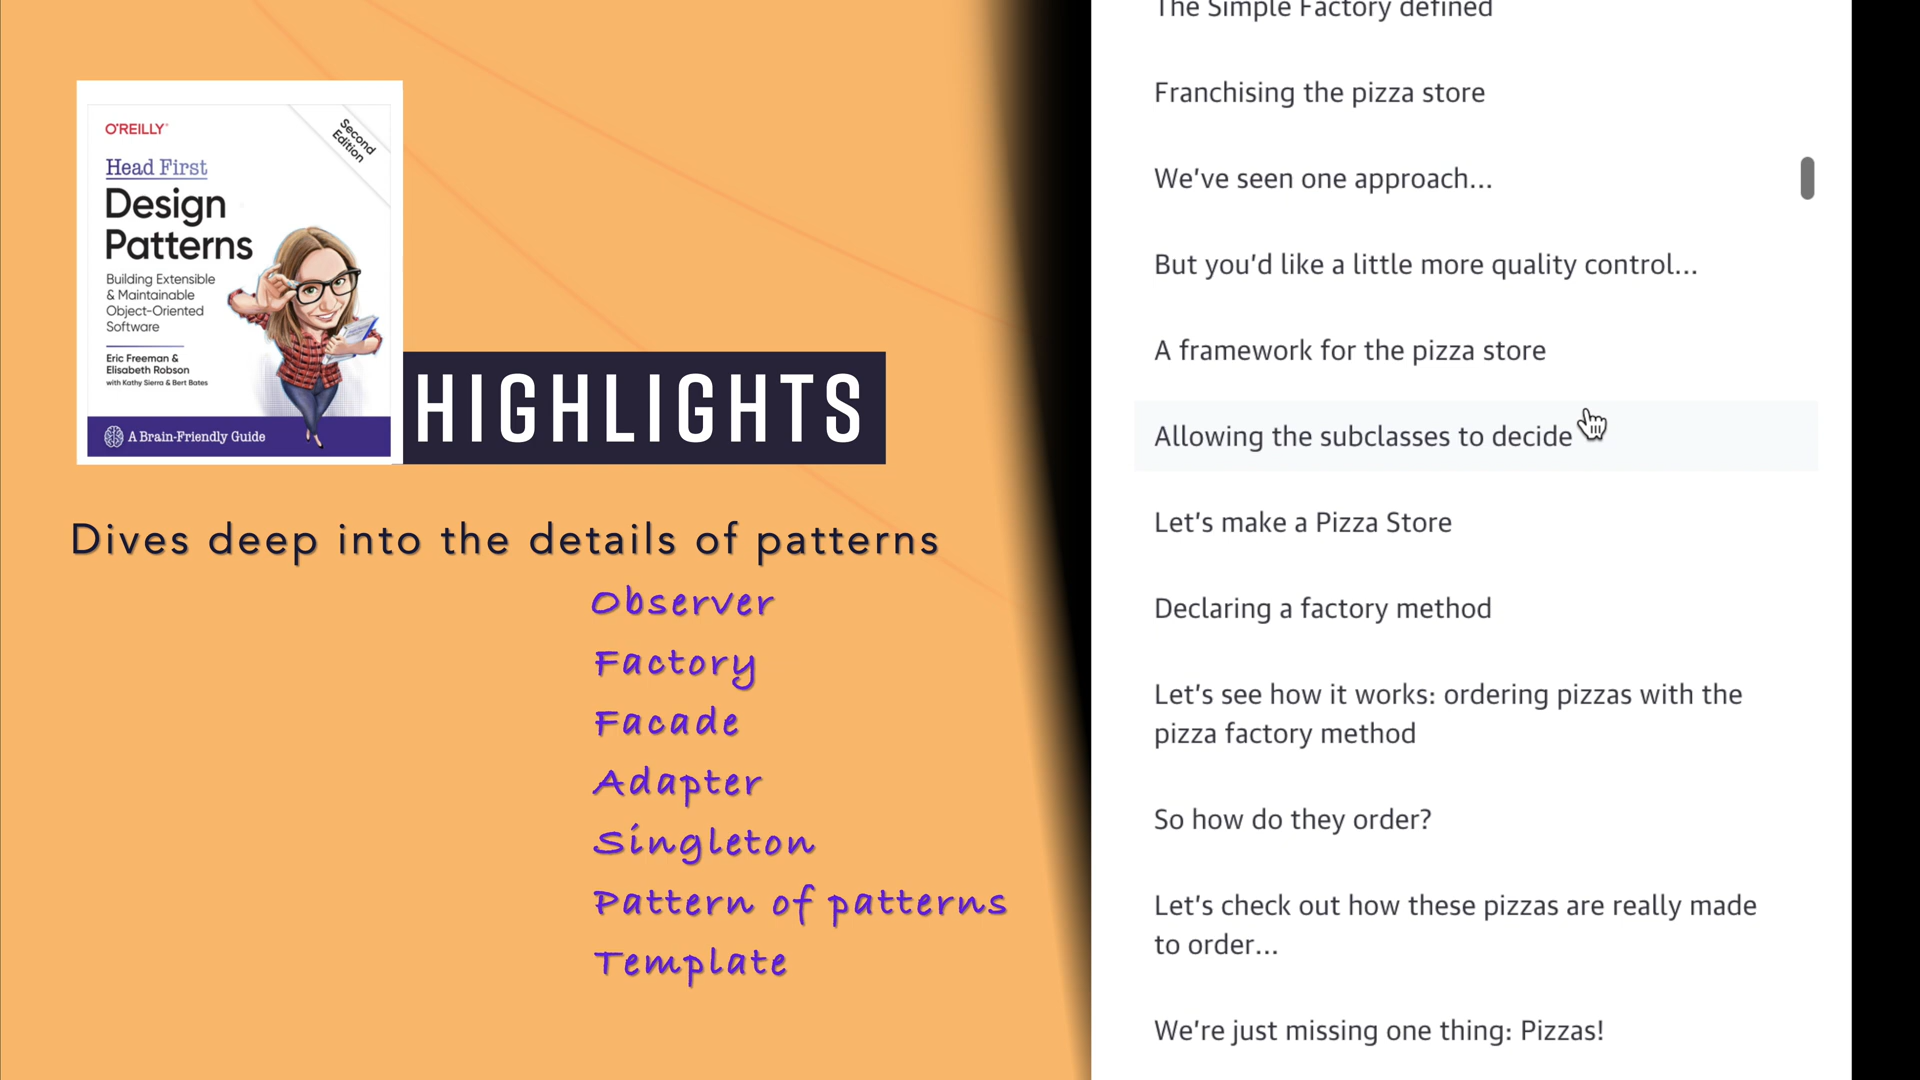 O'REILLY
Second
Edition
Head First
Design
Patterns
Building Extensible
& Maintainable
Object-Oriented
Software
Eric Freeman &
Elisabeth Robson
with Kathy Sierra & Bert Bates
A Brain-Friendly Guide
HIGHLIGHTS
Dives deep into the details of patterns
Observer
Factory
Facade
Adapter
Singleton
Pattern of patterns
Template
The Simple Factory defined
Franchising the pizza store
We've seen one approach...
But you'd like a little more quality control...
A framework for the pizza store
Allowing the subclasses to decide
Let's make a Pizza Store
Declaring a factory method
Let's see how it works: ordering pizzas with the
pizza factory method
So how do they order?
Let's check out how these pizzas are really made
to order...
We're just missing one thing: Pizzas!